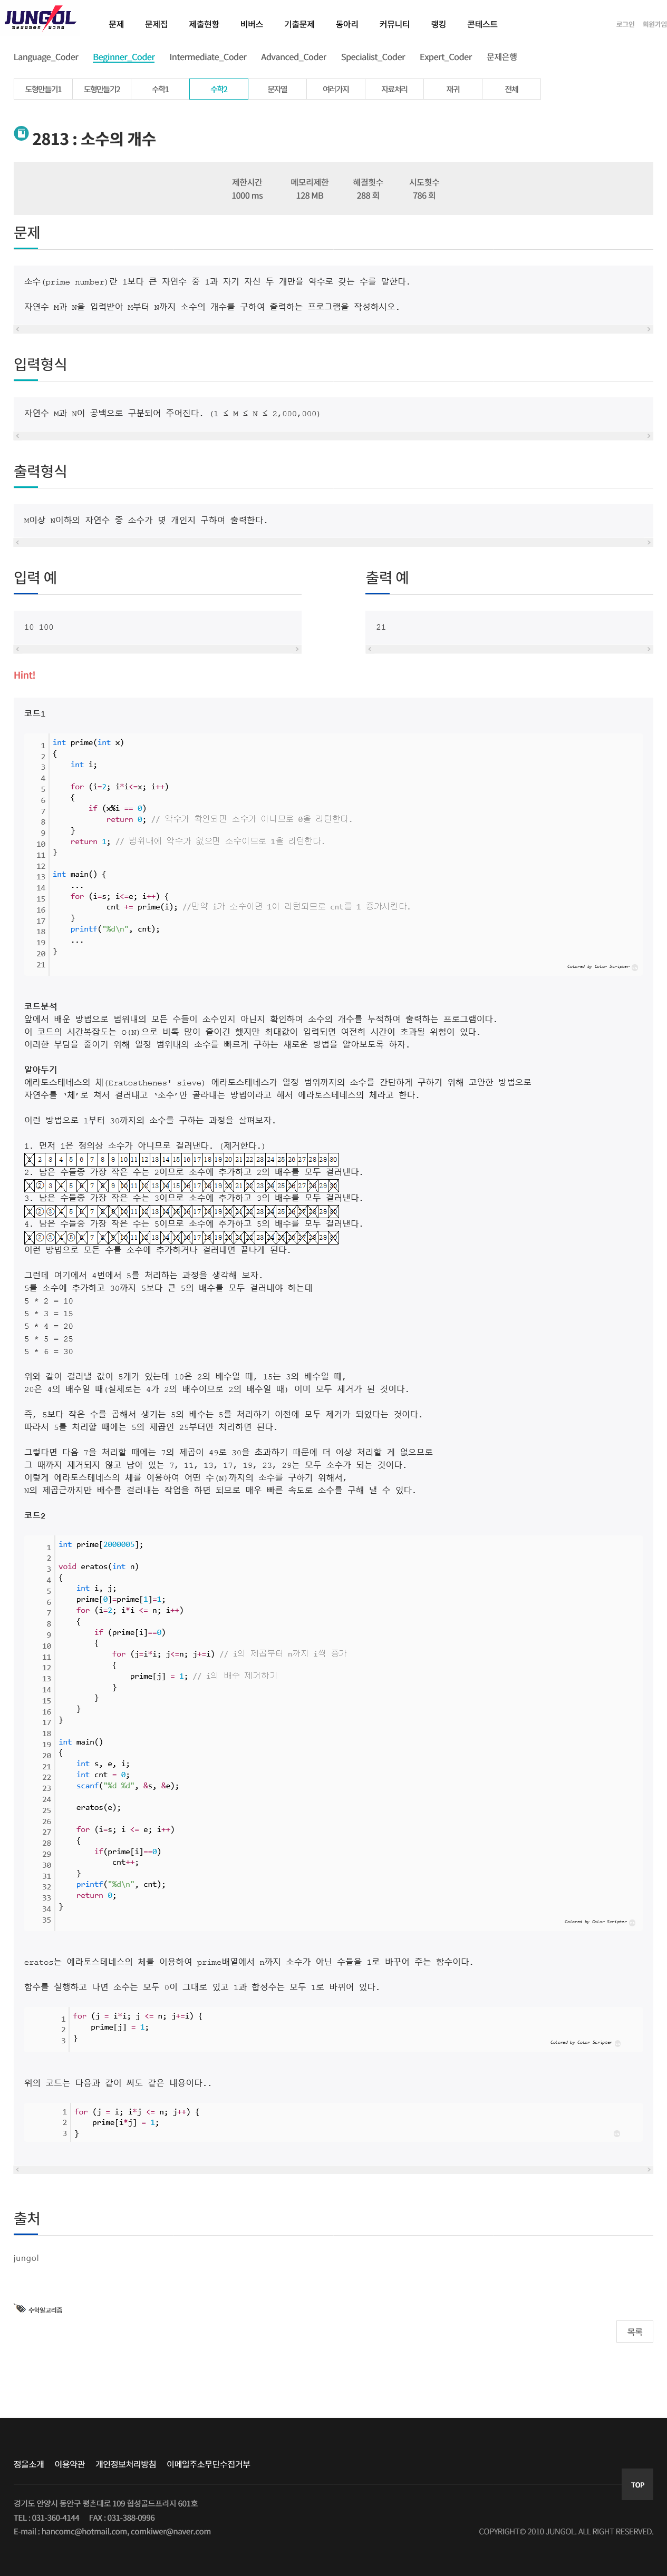 JUNGOL
문제 문제집 제출현황 비버스 기출문제 동아리 커뮤니티 랭킹 콘테스트
로그인 회원가입
Language_Coder Beginner_Coder Intermediate_Coder Advanced_Coder Specialist_Coder Expert_Coder 문제은행
도형만들기1 도형만들기2 수학1 수학2 문자열 여러가지 자료처리 재귀 전체
2813 : 소수의 개수
제한시간 메모리제한 해결횟수 시도횟수
1000 ms 128 MB 288 회 786 회
문제
소수(prime number)란 1보다 큰 자연수 중 1과 자기 자신 두 개만을 약수로 갖는 수를 말한다.
자연수 M과 N을 입력받아 M부터 N까지 소수의 개수를 구하여 출력하는 프로그램을 작성하시오.
입력형식
자연수 M과 N이 공백으로 구분되어 주어진다. (1 ≤ M ≤ N ≤ 2,000,000)
출력형식
M이상 N이하의 자연수 중 소수가 몇 개인지 구하여 출력한다.
입력 예
출력 예
10 100
21
Hint!
코드1
1 int prime(int x)
2 {
3     int i;
4
5     for (i=2; i*i<=x; i++)
6     {
7         if (x%i == 0)
8             return 0; // 약수가 확인되면 소수가 아니므로 0을 리턴한다.
9     }
10     return 1; // 범위내에 약수가 없으면 소수이므로 1을 리턴한다.
11 }
12
13 int main() {
14     ...
15     for (i=s; i<=e; i++) {
16             cnt += prime(i); //만약 i가 소수이면 1이 리턴되므로 cnt를 1 증가시킨다.
17     }
18     printf("%d\n", cnt);
19     ...
20 }
21
Colored by Color Scripter
코드분석
앞에서 배운 방법으로 범위내의 모든 수들이 소수인지 아닌지 확인하여 소수의 개수를 누적하여 출력하는 프로그램이다.
이 코드의 시간복잡도는 O(N)으로 비록 많이 줄이긴 했지만 최대값이 입력되면 여전히 시간이 초과될 위험이 있다.
이러한 부담을 줄이기 위해 일정 범위내의 소수를 빠르게 구하는 새로운 방법을 알아보도록 하자.
알아두기
에라토스테네스의 체(Eratosthenes' sieve) 에라토스테네스가 일정 범위까지의 소수를 간단하게 구하기 위해 고안한 방법으로
자연수를 ‘체’로 쳐서 걸러내고 ‘소수’만 골라내는 방법이라고 해서 에라토스테네스의 체라고 한다.
이런 방법으로 1부터 30까지의 소수를 구하는 과정을 살펴보자.
1. 먼저 1은 정의상 소수가 아니므로 걸러낸다. (제거한다.)
1 2 3 4 5 6 7 8 9 10 11 12 13 14 15 16 17 18 19 20 21 22 23 24 25 26 27 28 29 30
2. 남은 수들중 가장 작은 수는 2이므로 소수에 추가하고 2의 배수를 모두 걸러낸다.
1 2 3 4 5 6 7 8 9 10 11 12 13 14 15 16 17 18 19 20 21 22 23 24 25 26 27 28 29 30
3. 남은 수들중 가장 작은 수는 3이므로 소수에 추가하고 3의 배수를 모두 걸러낸다.
1 2 3 4 5 6 7 8 9 10 11 12 13 14 15 16 17 18 19 20 21 22 23 24 25 26 27 28 29 30
4. 남은 수들중 가장 작은 수는 5이므로 소수에 추가하고 5의 배수를 모두 걸러낸다.
1 2 3 4 5 6 7 8 9 10 11 12 13 14 15 16 17 18 19 20 21 22 23 24 25 26 27 28 29 30
이런 방법으로 모든 수를 소수에 추가하거나 걸러내면 끝나게 된다.
그런데 여기에서 4번에서 5를 처리하는 과정을 생각해 보자.
5를 소수에 추가하고 30까지 5보다 큰 5의 배수를 모두 걸러내야 하는데
5 * 2 = 10
5 * 3 = 15
5 * 4 = 20
5 * 5 = 25
5 * 6 = 30
위와 같이 걸러낼 값이 5개가 있는데 10은 2의 배수일 때, 15는 3의 배수일 때,
20은 4의 배수일 때(실제로는 4가 2의 배수이므로 2의 배수일 때) 이미 모두 제거가 된 것이다.
즉, 5보다 작은 수를 곱해서 생기는 5의 배수는 5를 처리하기 이전에 모두 제거가 되었다는 것이다.
따라서 5를 처리할 때에는 5의 제곱인 25부터만 처리하면 된다.
그렇다면 다음 7을 처리할 때에는 7의 제곱이 49로 30을 초과하기 때문에 더 이상 처리할 게 없으므로
그 때까지 제거되지 않고 남아 있는 7, 11, 13, 17, 19, 23, 29는 모두 소수가 되는 것이다.
이렇게 에라토스테네스의 체를 이용하여 어떤 수(N)까지의 소수를 구하기 위해서,
N의 제곱근까지만 배수를 걸러내는 작업을 하면 되므로 매우 빠른 속도로 소수를 구해 낼 수 있다.
코드2
1 int prime[2000005];
2
3 void eratos(int n)
4 {
5     int i, j;
6     prime[0]=prime[1]=1;
7     for (i=2; i*i <= n; i++)
8     {
9         if (prime[i]==0)
10         {
11             for (j=i*i; j<=n; j+=i) // i의 제곱부터 n까지 i씩 증가
12             {
13                 prime[j] = 1; // i의 배수 제거하기
14             }
15         }
16     }
17 }
18
19 int main()
20 {
21     int s, e, i;
22     int cnt = 0;
23     scanf("%d %d", &s, &e);
24
25     eratos(e);
26
27     for (i=s; i <= e; i++)
28     {
29         if(prime[i]==0)
30             cnt++;
31     }
32     printf("%d\n", cnt);
33     return 0;
34 }
35
Colored by Color Scripter
eratos는 에라토스테네스의 체를 이용하여 prime배열에서 n까지 소수가 아닌 수들을 1로 바꾸어 주는 함수이다.
함수를 실행하고 나면 소수는 모두 0이 그대로 있고 1과 합성수는 모두 1로 바뀌어 있다.
1 for (j = i*i; j <= n; j+=i) {
2     prime[j] = 1;
3 }
Colored by Color Scripter
위의 코드는 다음과 같이 써도 같은 내용이다..
1 for (j = i; i*j <= n; j++) {
2     prime[i*j] = 1;
3 }
출처
jungol
수학알고리즘
목록
정올소개 이용약관 개인정보처리방침 이메일주소무단수집거부
TOP
경기도 안양시 동안구 평촌대로 109 협성골드프라자 601호
TEL : 031-360-4144 FAX : 031-388-0996
E-mail : hancomc@hotmail.com, comkiwer@naver.com
COPYRIGHT© 2010 JUNGOL. ALL RIGHT RESERVED.